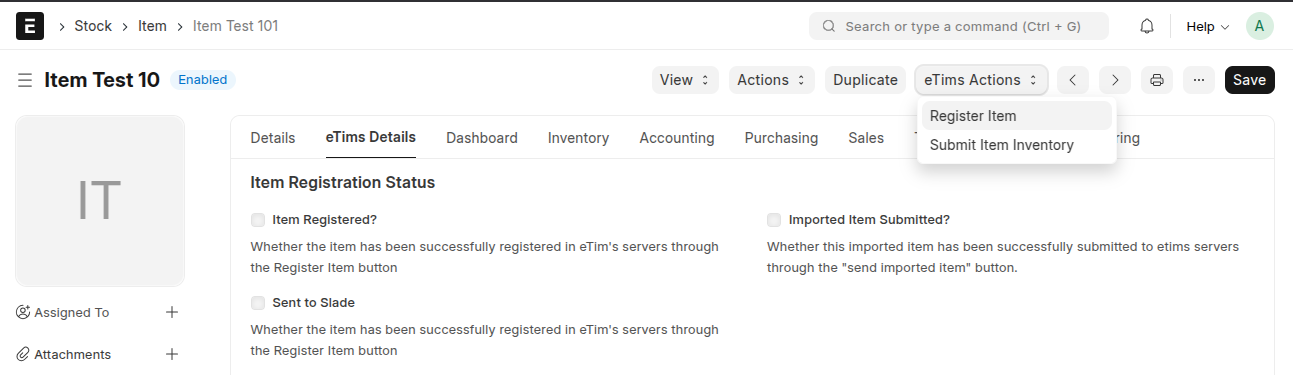 E > Stock > Item > Item Test 101
Search or type a command (Ctrl + G)
Help
A
Item Test 10
Enabled
View
Actions
Duplicate
eTims Actions
Save
Register Item
Submit Item Inventory
IT
Details
eTims Details
Dashboard
Inventory
Accounting
Purchasing
Sales
Item Registration Status
Item Registered?
Whether the item has been successfully registered in eTim's servers through
the Register Item button
Imported Item Submitted?
Whether this imported item has been successfully submitted to etims servers
through the "send imported item" button.
Sent to Slade
Whether the item has been successfully registered in eTim's servers through
the Register Item button
Assigned To
Attachments